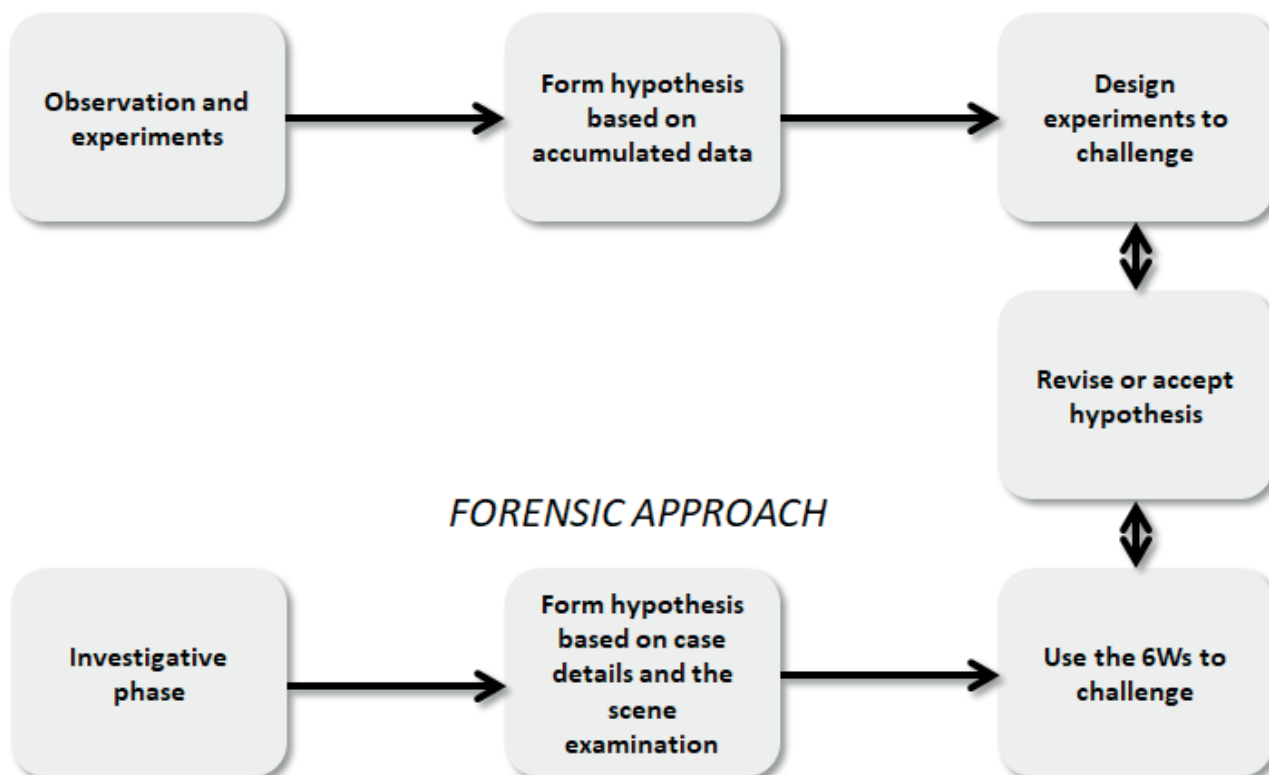 Observation and
experiments
Form hypothesis
based on
accumulated data
Design
experiments to
challenge
Revise or accept
hypothesis
FORENSIC APPROACH
Investigative
phase
Form hypothesis
based on case
details and the
scene
examination
Use the 6Ws to
challenge